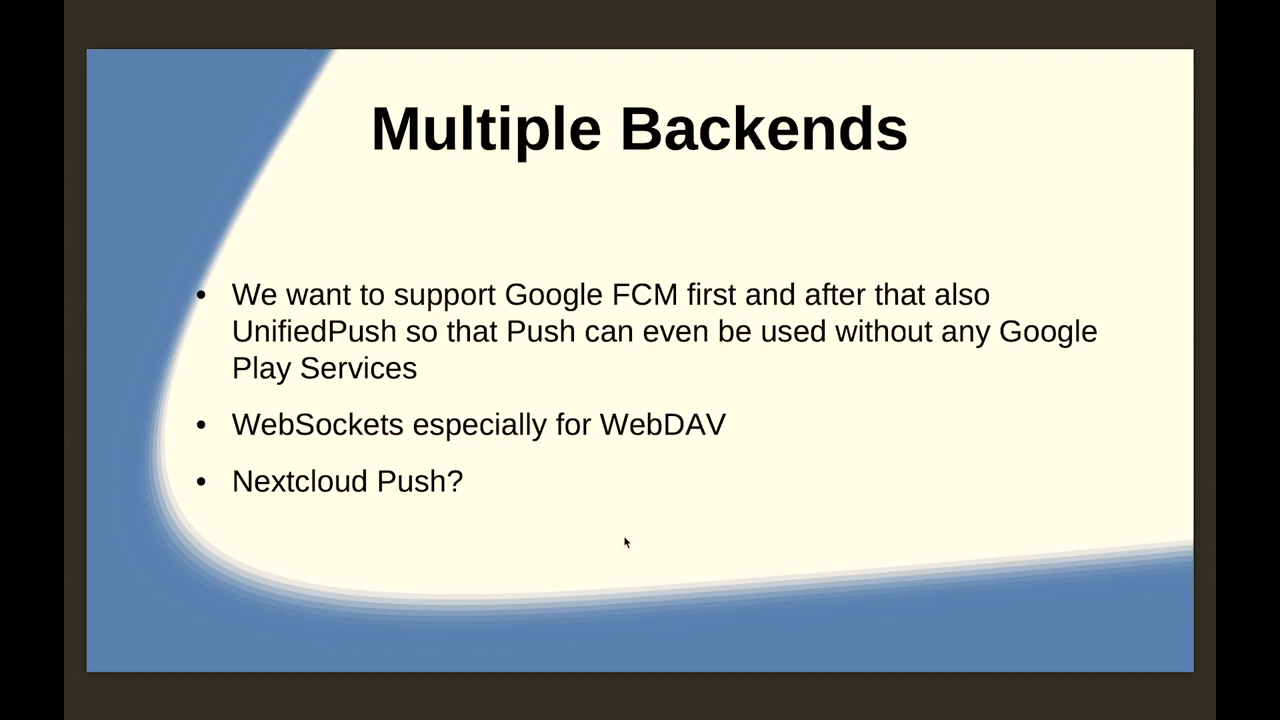 Multiple Backends
• We want to support Google FCM first and after that also
UnifiedPush so that Push can even be used without any Google
Play Services
• WebSockets especially for WebDAV
• Nextcloud Push?